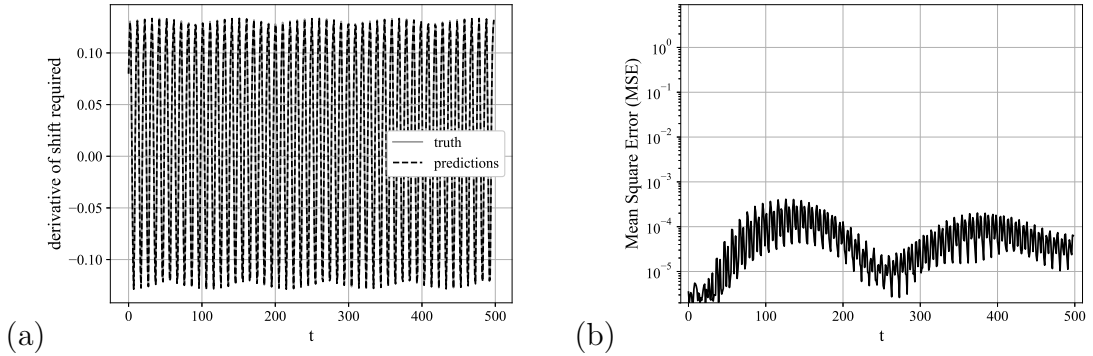 derivative of shift required
0.10
0.05
0.00
−0.05
−0.10
truth
predictions
0 100 200 300 400 500
t
(a)
Mean Square Error (MSE)
10⁰
10⁻¹
10⁻²
10⁻³
10⁻⁴
10⁻⁵
0 100 200 300 400 500
t
(b)